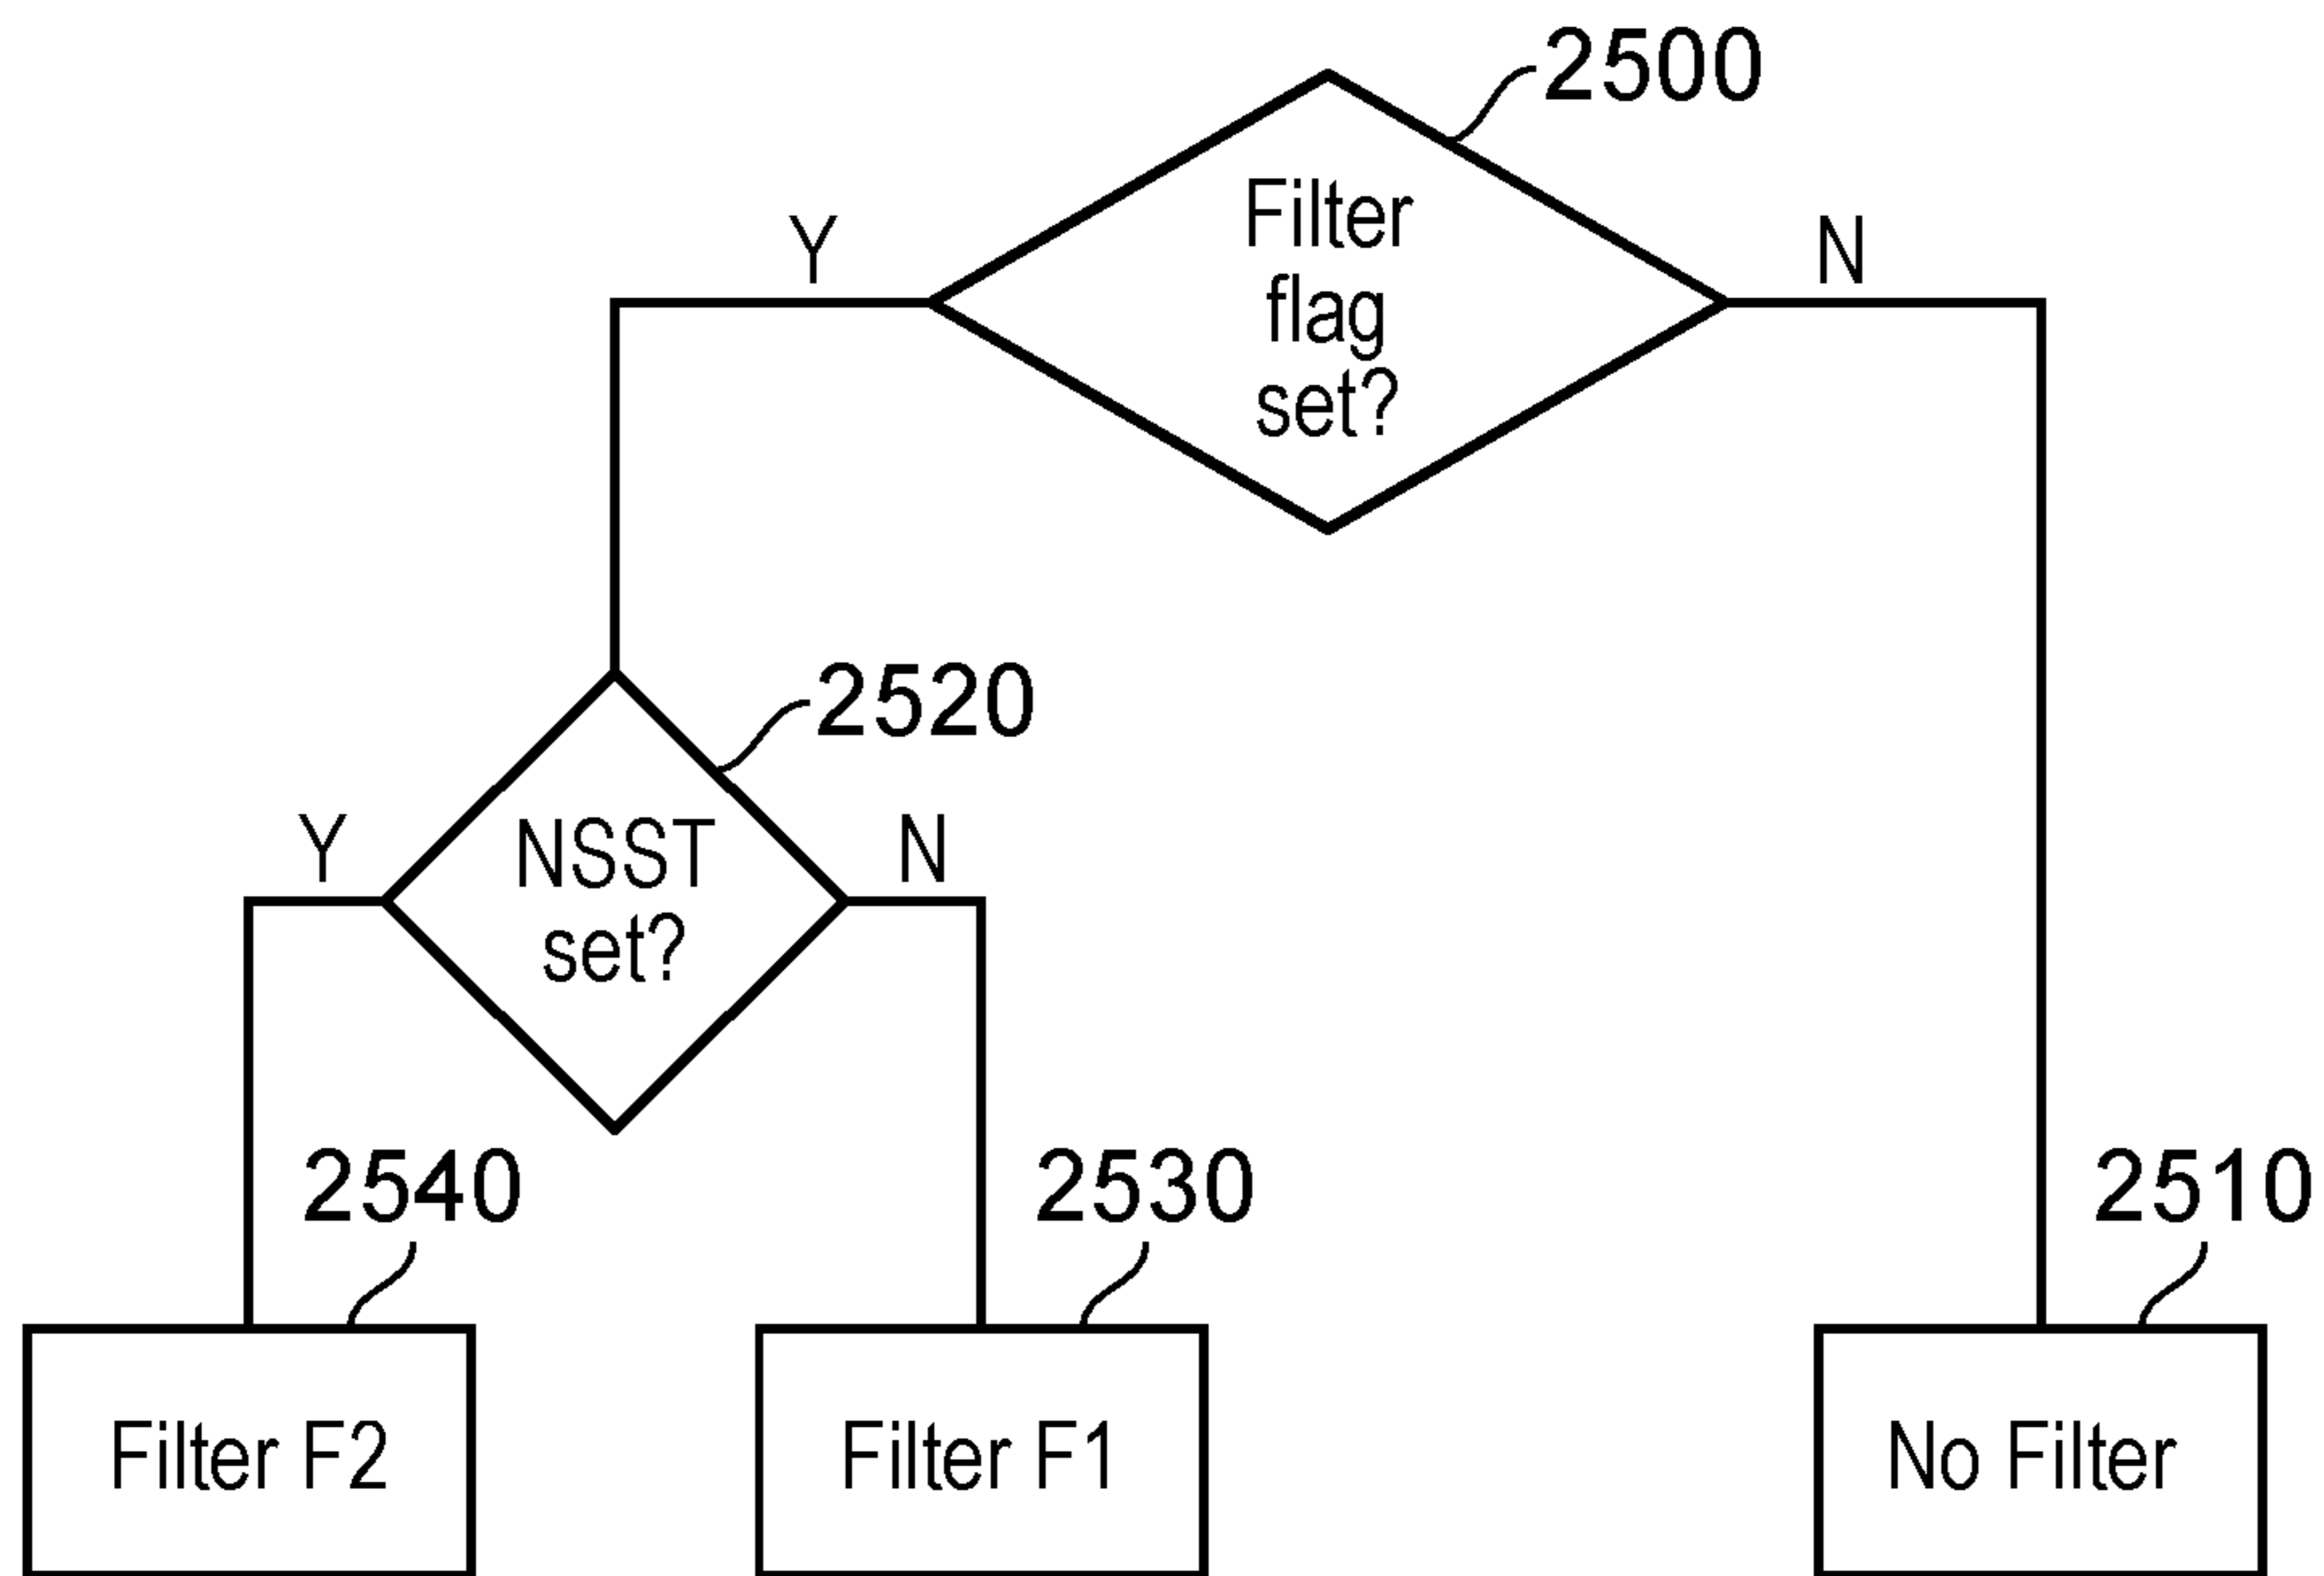 2500
Filter
flag
set?
Y
N
2520
NSST
set?
Y
N
2540
2530
2510
Filter F2
Filter F1
No Filter